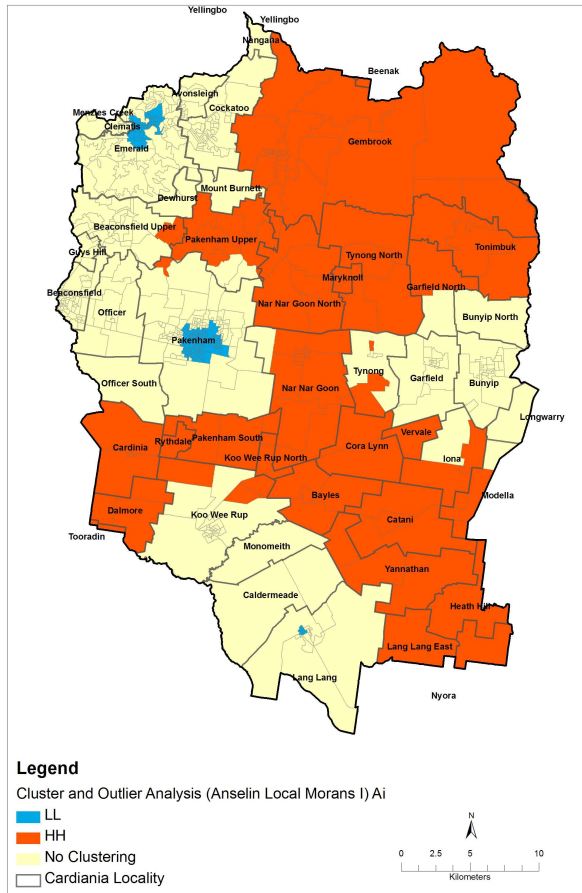 Yellingbo
Yellingbo
Nangana
Beenak
Avonsleigh
Menzies Creek
Cockatoo
Clematis
Gembrook
Emerald
Mount Burnett
Dewhurst
Beaconsfield Upper
Pakenham Upper
Tonimbuk
Guys Hill
Tynong North
Maryknoll
Garfield North
Beaconsfield
Nar Nar Goon North
Officer
Bunyip North
Pakenham
Tynong
Garfield
Bunyip
Officer South
Nar Nar Goon
Longwarry
Vervale
Cardinia
Rythdale
Pakenham South
Cora Lynn
Koo Wee Rup North
Iona
Bayles
Modella
Dalmore
Koo Wee Rup
Catani
Tooradin
Monomeith
Yannathan
Caldermeade
Heath Hill
Lang Lang East
Lang Lang
Nyora
Legend
Cluster and Outlier Analysis (Anselin Local Morans I) Ai
LL
HH
No Clustering
Cardiania Locality
N
0 2.5 5 10
Kilometers